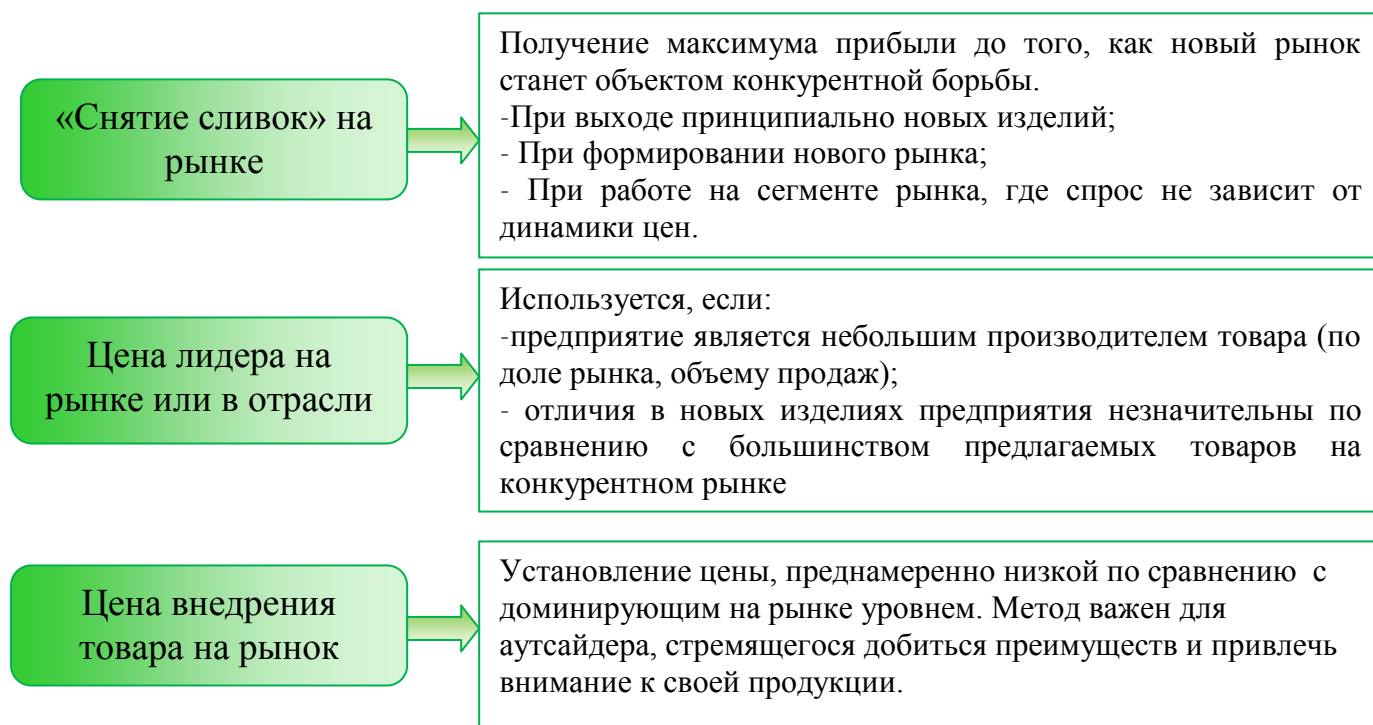 «Снятие сливок» на
рынке
Получение максимума прибыли до того, как новый рынок
станет объектом конкурентной борьбы.
-При выходе принципиально новых изделий;
- При формировании нового рынка;
- При работе на сегменте рынка, где спрос не зависит от
динамики цен.
Цена лидера на
рынке или в отрасли
Используется, если:
-предприятие является небольшим производителем товара (по
доле рынка, объему продаж);
- отличия в новых изделиях предприятия незначительны по
сравнению с большинством предлагаемых товаров на
конкурентном рынке
Цена внедрения
товара на рынок
Установление цены, преднамеренно низкой по сравнению с
доминирующим на рынке уровнем. Метод важен для
аутсайдера, стремящегося добиться преимуществ и привлечь
внимание к своей продукции.